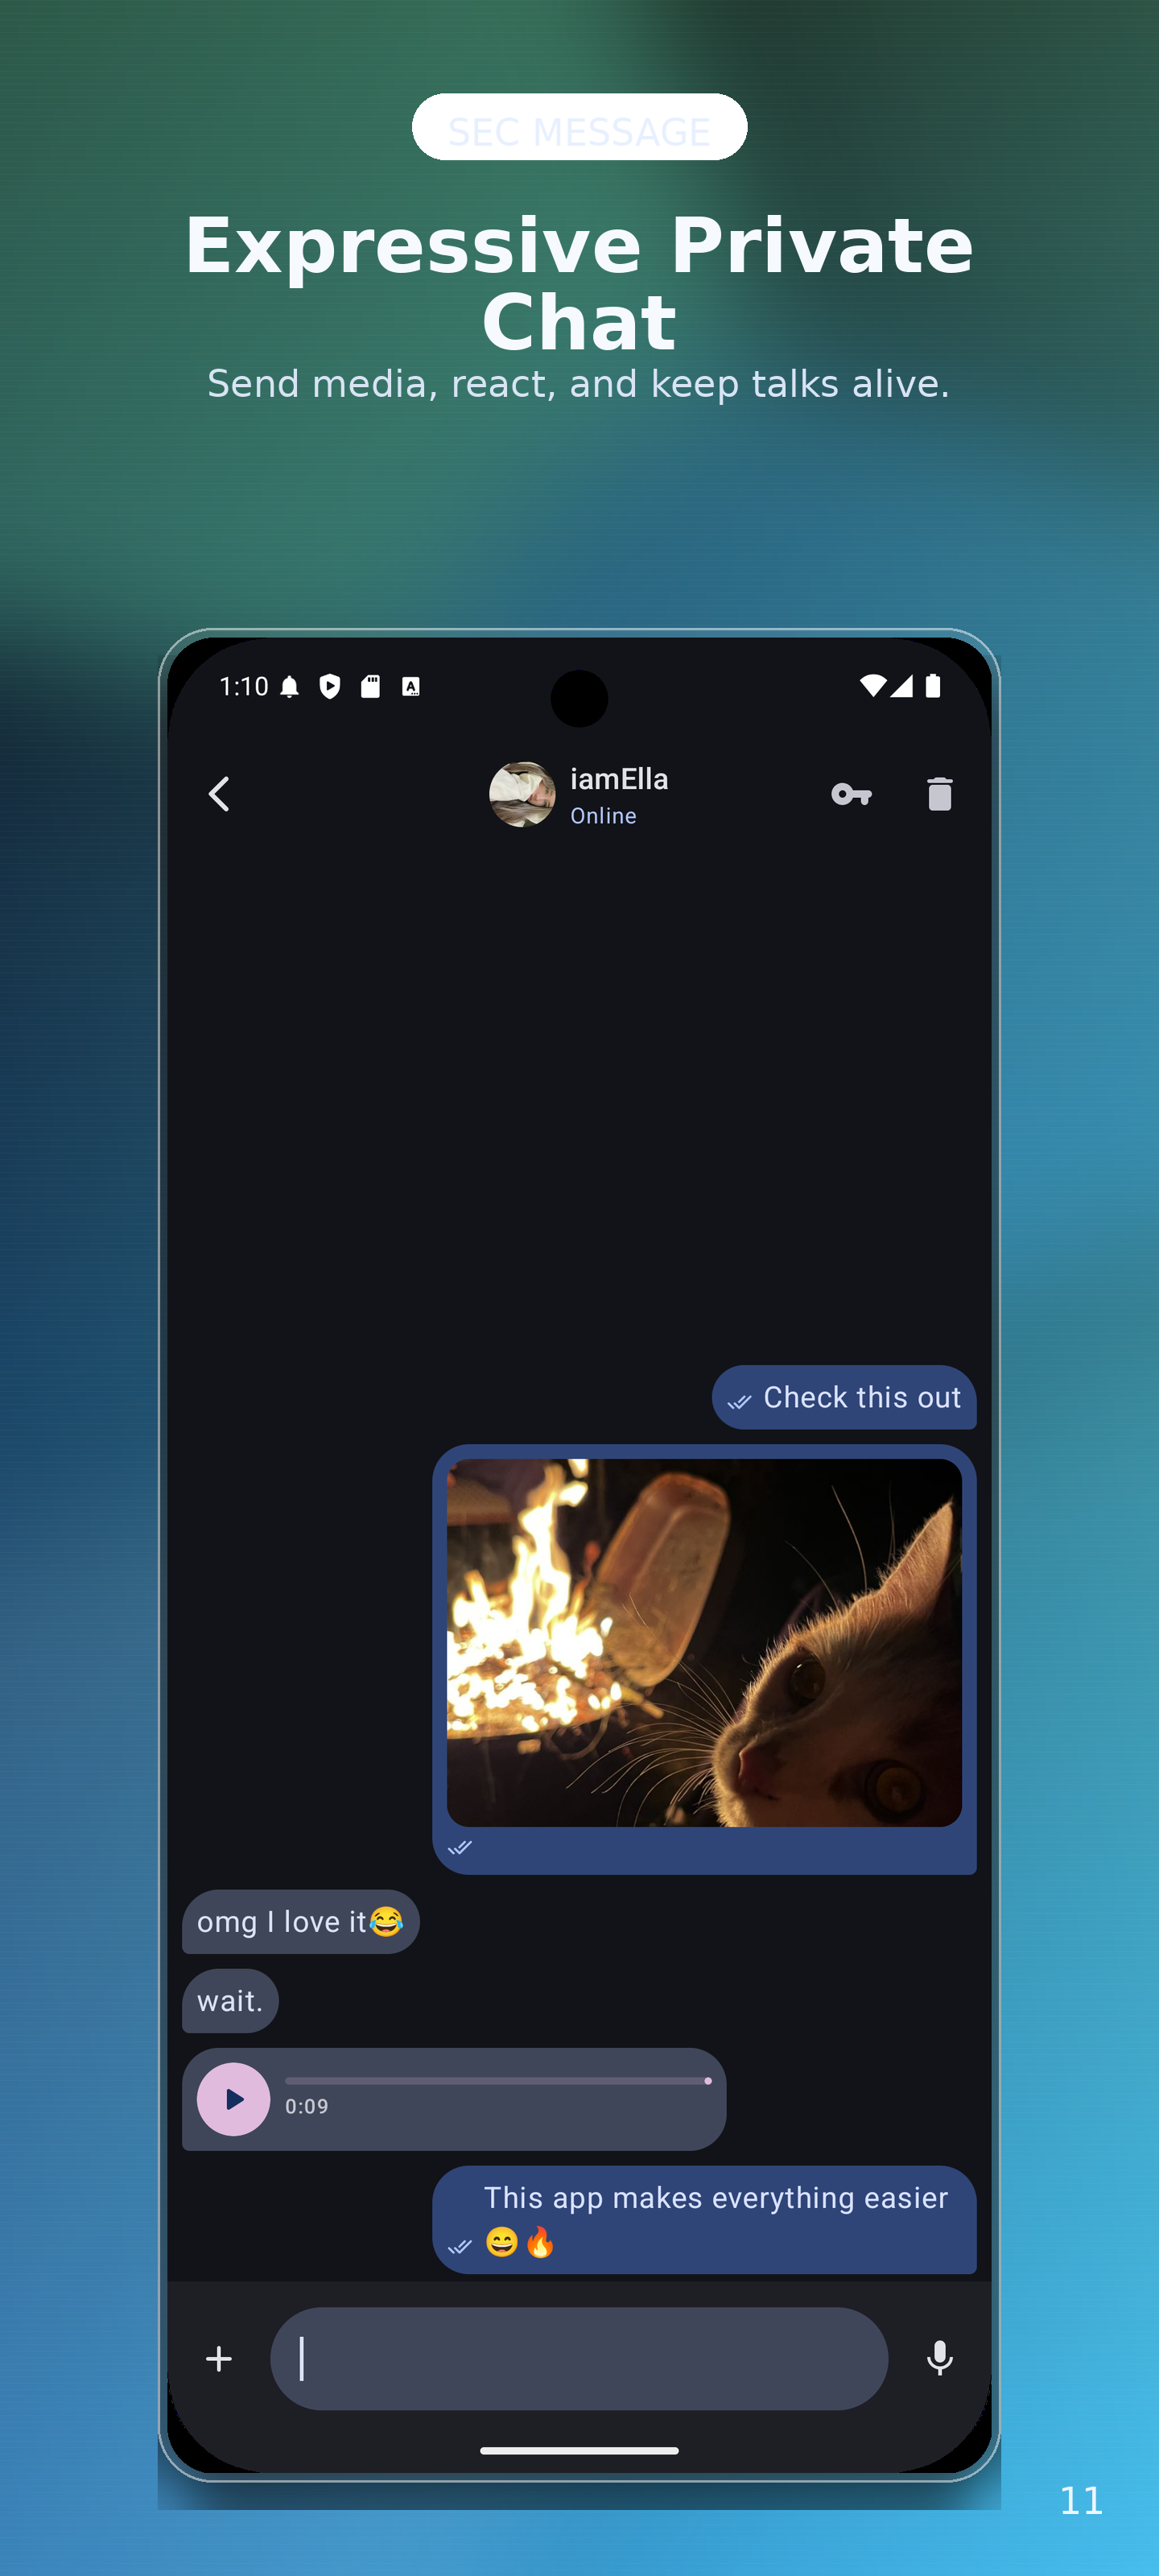 SEC MESSAGE
Expressive Private
Chat
Send media, react, and keep talks alive.
1:10
A
iamElla
Online
Check this out
omg I love it😂
wait.
0:09
This app makes everything easier
😄🔥
11